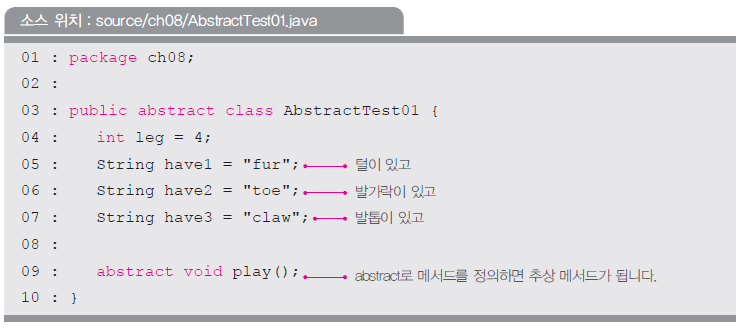 소스 위치 : source/ch08/AbstractTest01.java
01 : package ch08;
02 :
03 : public abstract class AbstractTest01 {
04 : int leg = 4;
05 : String have1 = "fur"; 털이 있고
06 : String have2 = "toe"; 발가락이 있고
07 : String have3 = "claw"; 발톱이 있고
08 :
09 : abstract void play(); abstract로 메서드를 정의하면 추상 메서드가 됩니다.
10 : }